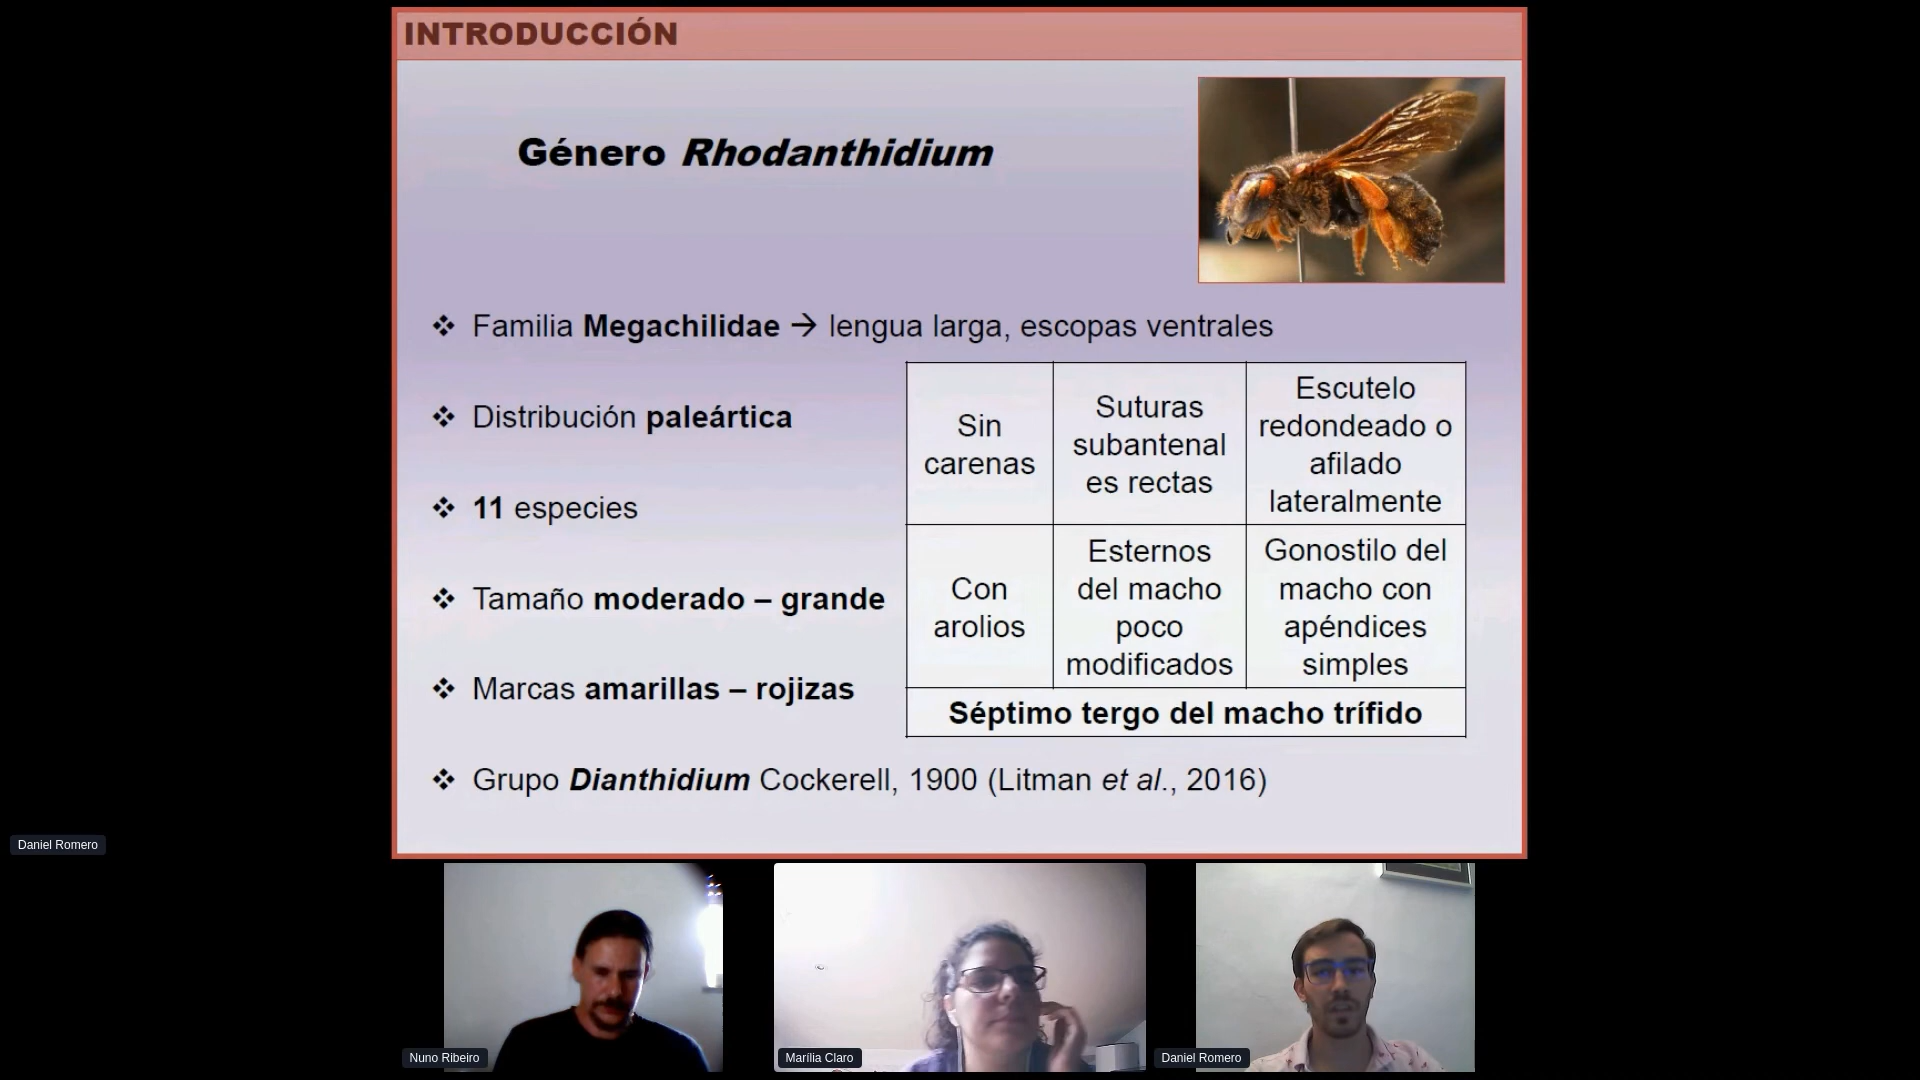 INTRODUCCIÓN
Género Rhodanthidium
❖ Familia Megachilidae → lengua larga, escopas ventrales
❖ Distribución paleártica
❖ 11 especies
❖ Tamaño moderado – grande
❖ Marcas amarillas – rojizas
Sin
carenas
Suturas
subantenal
es rectas
Escutelo
redondeado o
afilado
lateralmente
Con
arolios
Esternos
del macho
poco
modificados
Gonostilo del
macho con
apéndices
simples
Séptimo tergo del macho trífido
❖ Grupo Dianthidium Cockerell, 1900 (Litman et al., 2016)
Daniel Romero
Nuno Ribeiro
Marília Claro
Daniel Romero